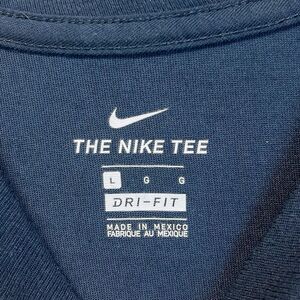 THE NIKE TEE
L G G
DRI-FIT
MADE IN MEXICO
FABRIQUE AU MEXIQUE